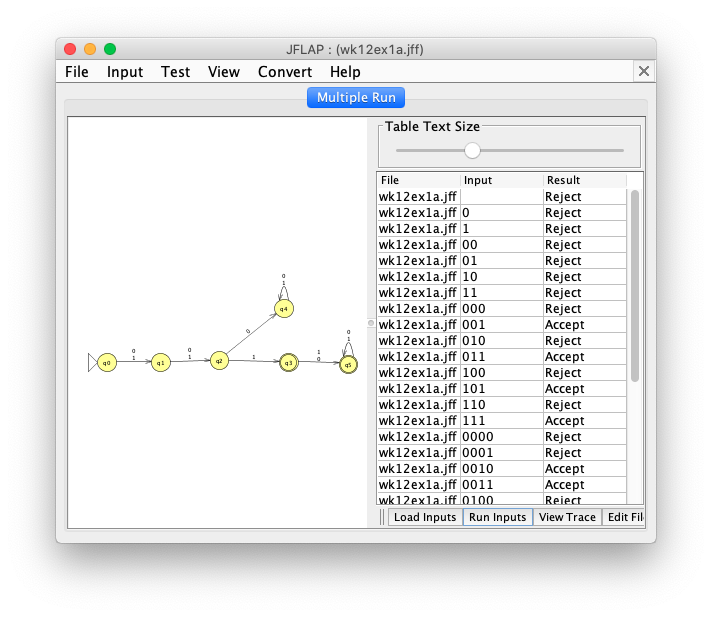 JFLAP : (wk12ex1a.jff)
File Input Test View Convert Help
Multiple Run
0
1
q4
0
0
1
q0
0
1
q1
0
1
q2
1
q3
1
0
q5
0
1
Table Text Size
File Input Result
wk12ex1a.jff Reject
wk12ex1a.jff 0 Reject
wk12ex1a.jff 1 Reject
wk12ex1a.jff 00 Reject
wk12ex1a.jff 01 Reject
wk12ex1a.jff 10 Reject
wk12ex1a.jff 11 Reject
wk12ex1a.jff 000 Reject
wk12ex1a.jff 001 Accept
wk12ex1a.jff 010 Reject
wk12ex1a.jff 011 Accept
wk12ex1a.jff 100 Reject
wk12ex1a.jff 101 Accept
wk12ex1a.jff 110 Reject
wk12ex1a.jff 111 Accept
wk12ex1a.jff 0000 Reject
wk12ex1a.jff 0001 Reject
wk12ex1a.jff 0010 Accept
wk12ex1a.jff 0011 Accept
wk12ex1a.jff 0100 Reject
Load Inputs Run Inputs View Trace Edit Fil